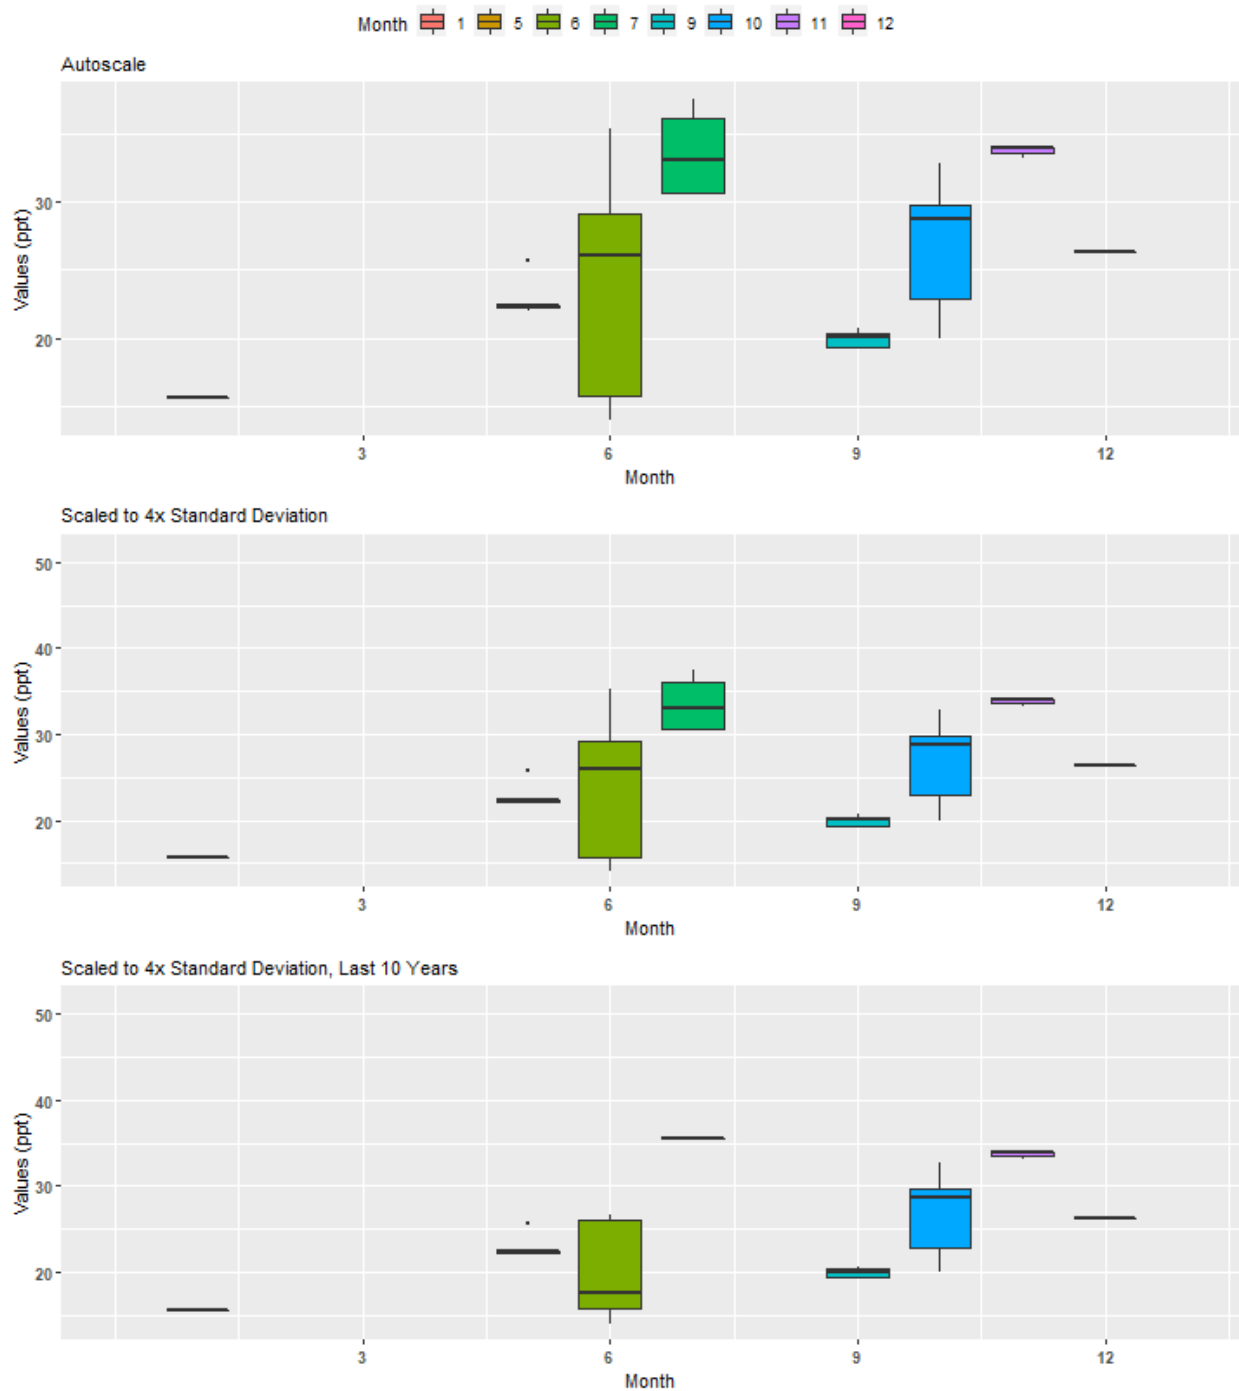 Month 1 5 6 7 9 10 11 12
Autoscale
Values (ppt)
30
20
3 6 9 12
Month
Scaled to 4x Standard Deviation
Values (ppt)
50
40
30
20
3 6 9 12
Month
Scaled to 4x Standard Deviation, Last 10 Years
Values (ppt)
50
40
30
20
3 6 9 12
Month